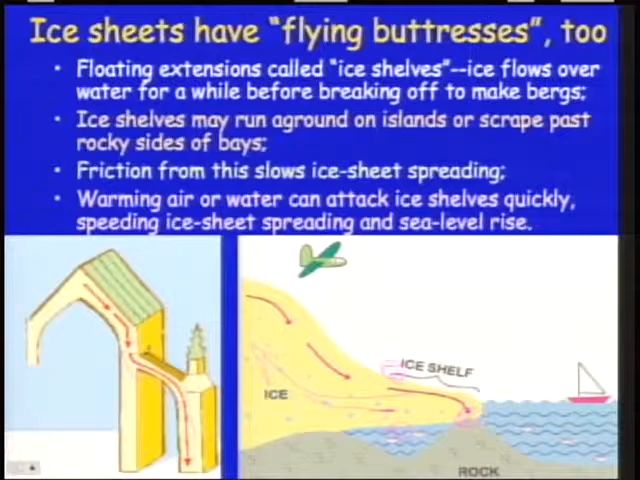 Ice sheets have “flying buttresses”, too
• Floating extensions called “ice shelves”--ice flows over
water for a while before breaking off to make bergs;
• Ice shelves may run aground on islands or scrape past
rocky sides of bays;
• Friction from this slows ice-sheet spreading;
• Warming air or water can attack ice shelves quickly,
speeding ice-sheet spreading and sea-level rise.
ICE SHELF
ICE
ROCK